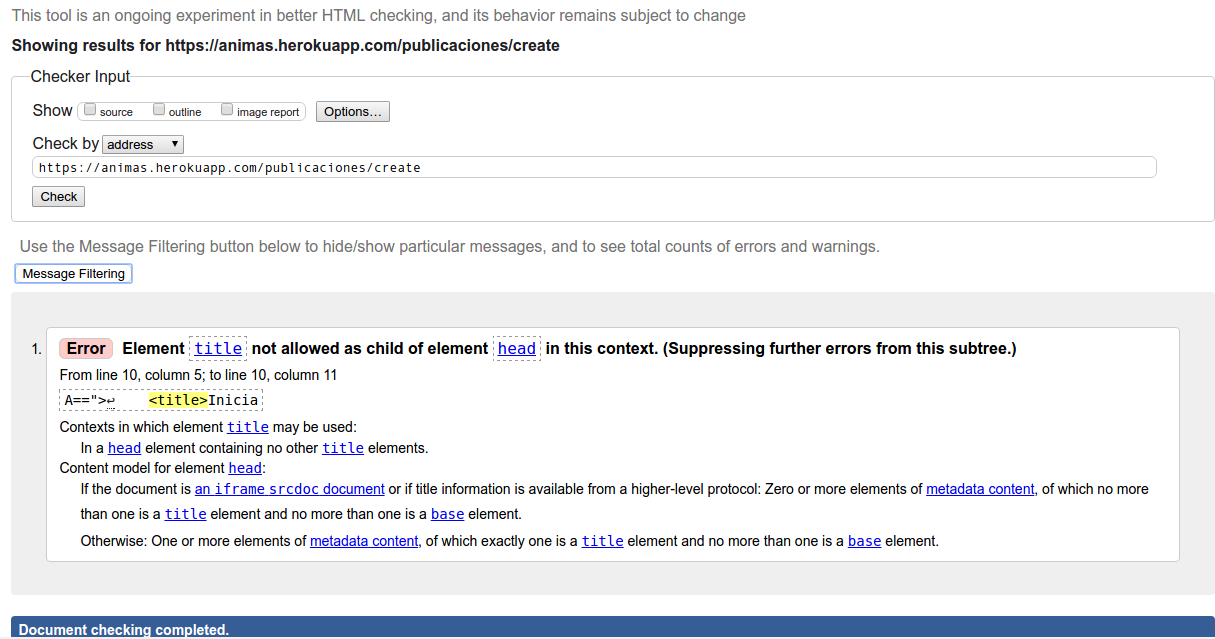 This tool is an ongoing experiment in better HTML checking, and its behavior remains subject to change
Showing results for https://animas.herokuapp.com/publicaciones/create
Checker Input
Show source outline image report Options...
Check by address
https://animas.herokuapp.com/publicaciones/create
Check
Use the Message Filtering button below to hide/show particular messages, and to see total counts of errors and warnings.
Message Filtering
1. Error Element title not allowed as child of element head in this context. (Suppressing further errors from this subtree.)
From line 10, column 5; to line 10, column 11
A==">↩    <title>Inicia
Contexts in which element title may be used:
In a head element containing no other title elements.
Content model for element head:
If the document is an iframe srcdoc document or if title information is available from a higher-level protocol: Zero or more elements of metadata content, of which no more
than one is a title element and no more than one is a base element.
Otherwise: One or more elements of metadata content, of which exactly one is a title element and no more than one is a base element.
Document checking completed.